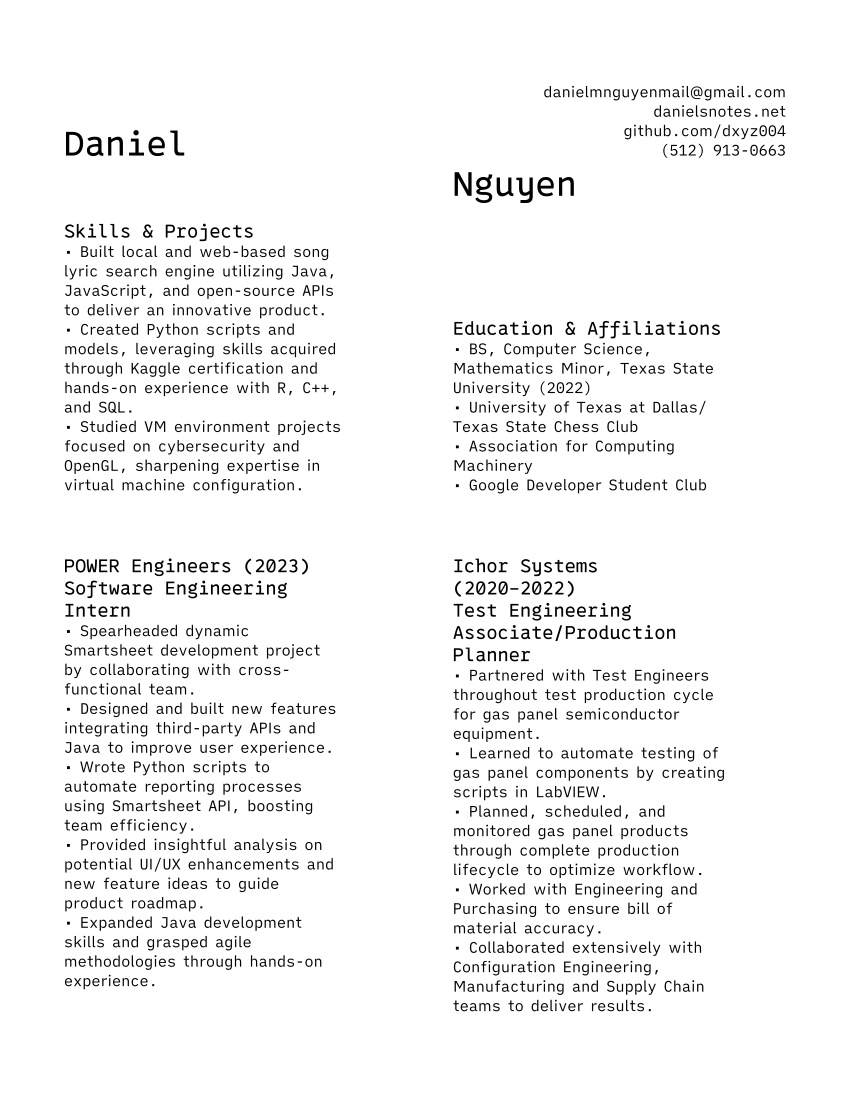 danielmnguyenmail@gmail.com
danielsnotes.net
github.com/dxyz004
(512) 913-0663
Daniel
Nguyen
Skills & Projects
· Built local and web-based song
lyric search engine utilizing Java,
JavaScript, and open-source APIs
to deliver an innovative product.
· Created Python scripts and
models, leveraging skills acquired
through Kaggle certification and
hands-on experience with R, C++,
and SQL.
· Studied VM environment projects
focused on cybersecurity and
OpenGL, sharpening expertise in
virtual machine configuration.
Education & Affiliations
· BS, Computer Science,
Mathematics Minor, Texas State
University (2022)
· University of Texas at Dallas/
Texas State Chess Club
· Association for Computing
Machinery
· Google Developer Student Club
POWER Engineers (2023)
Software Engineering
Intern
· Spearheaded dynamic
Smartsheet development project
by collaborating with cross-
functional team.
· Designed and built new features
integrating third-party APIs and
Java to improve user experience.
· Wrote Python scripts to
automate reporting processes
using Smartsheet API, boosting
team efficiency.
· Provided insightful analysis on
potential UI/UX enhancements and
new feature ideas to guide
product roadmap.
· Expanded Java development
skills and grasped agile
methodologies through hands-on
experience.
Ichor Systems
(2020–2022)
Test Engineering
Associate/Production
Planner
· Partnered with Test Engineers
throughout test production cycle
for gas panel semiconductor
equipment.
· Learned to automate testing of
gas panel components by creating
scripts in LabVIEW.
· Planned, scheduled, and
monitored gas panel products
through complete production
lifecycle to optimize workflow.
· Worked with Engineering and
Purchasing to ensure bill of
material accuracy.
· Collaborated extensively with
Configuration Engineering,
Manufacturing and Supply Chain
teams to deliver results.